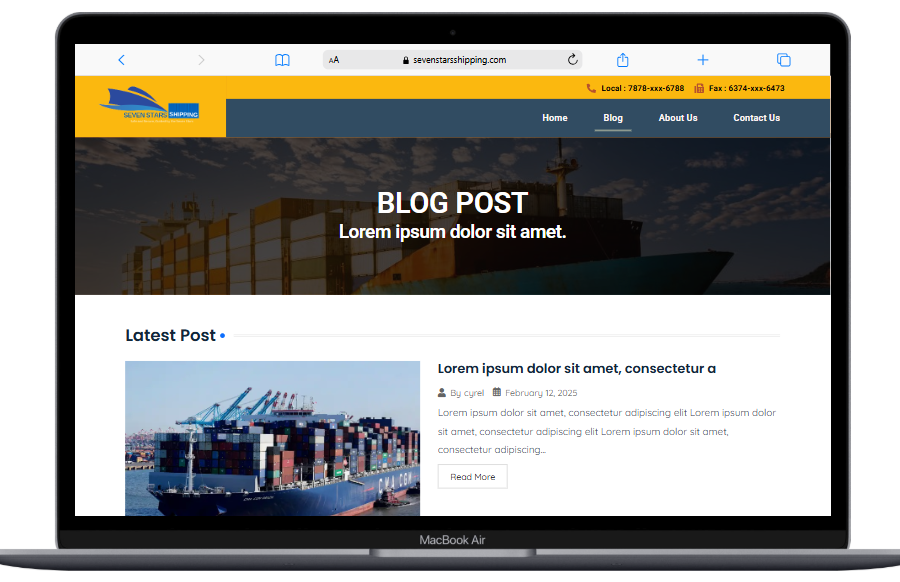 AA
sevenstarsshipping.com
Local : 7878-xxx-6788
Fax : 6374-xxx-6473
SEVEN STARS SHIPPING
Home
Blog
About Us
Contact Us
BLOG POST
Lorem ipsum dolor sit amet.
Latest Post
Lorem ipsum dolor sit amet, consectetur a
By cyrel
February 12, 2025
Lorem ipsum dolor sit amet, consectetur adipiscing elit Lorem ipsum dolor
sit amet, consectetur adipiscing elit Lorem ipsum dolor sit amet,
consectetur adipiscing...
Read More
CMA CGM
MacBook Air